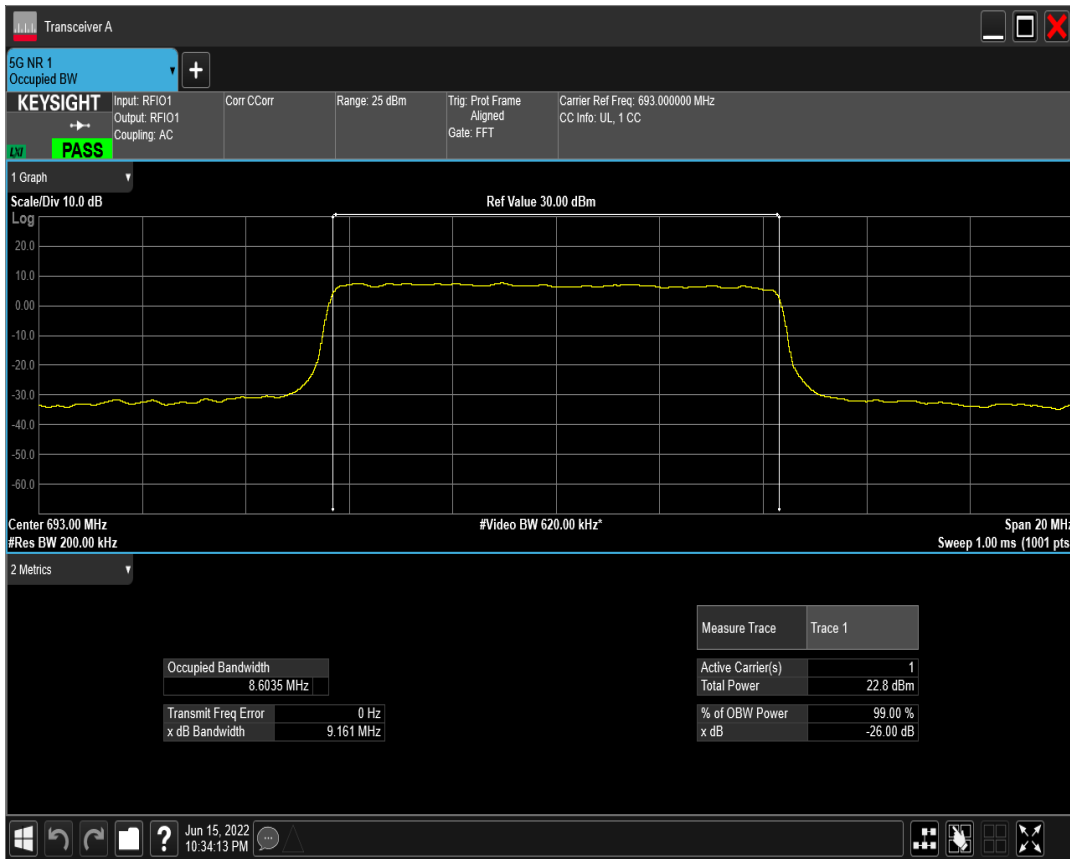 Transceiver A
5G NR 1
Occupied BW
KEYSIGHT
LXI
PASS
Input: RFIO1
Output: RFIO1
Coupling: AC
Corr CCorr
Range: 25 dBm
Trig: Prot Frame
Aligned
Gate: FFT
Carrier Ref Freq: 693.000000 MHz
CC Info: UL, 1 CC
1 Graph
Scale/Div 10.0 dB
Ref Value 30.00 dBm
Log
20.0
10.0
0.00
-10.0
-20.0
-30.0
-40.0
-50.0
-60.0
Center 693.00 MHz
#Video BW 620.00 kHz*
Span 20 MHz
#Res BW 200.00 kHz
Sweep 1.00 ms (1001 pts
2 Metrics
Measure Trace Trace 1
Occupied Bandwidth
8.6035 MHz
Active Carrier(s) 1
Total Power 22.8 dBm
Transmit Freq Error 0 Hz
x dB Bandwidth 9.161 MHz
% of OBW Power 99.00 %
x dB -26.00 dB
?
Jun 15, 2022
10:34:13 PM